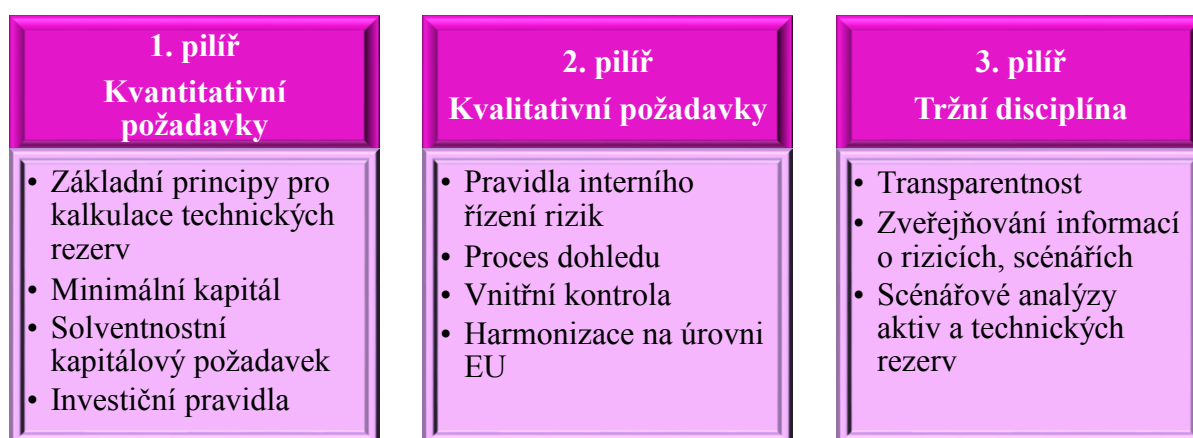 1. pilíř
Kvantitativní
požadavky
• Základní principy pro
kalkulace technických
rezerv
• Minimální kapitál
• Solventnostní
kapitálový požadavek
• Investiční pravidla
2. pilíř
Kvalitativní požadavky
• Pravidla interního
řízení rizik
• Proces dohledu
• Vnitřní kontrola
• Harmonizace na úrovni
EU
3. pilíř
Tržní disciplína
• Transparentnost
• Zveřejňování informací
o rizicích, scénářích
• Scénářové analýzy
aktiv a technických
rezerv